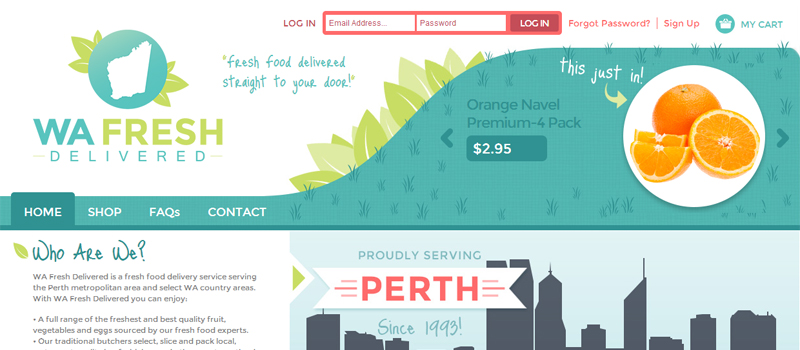 LOG IN
Email Address...
Password
LOG IN
Forgot Password?
Sign Up
MY CART
"fresh food delivered
straight to your door!"
WA FRESH
DELIVERED
this just in!
Orange Navel
Premium-4 Pack
$2.95
HOME
SHOP
FAQs
CONTACT
Who Are We?
WA Fresh Delivered is a fresh food delivery service serving
the Perth metropolitan area and select WA country areas.
With WA Fresh Delivered you can enjoy:
• A full range of the freshest and best quality fruit,
vegetables and eggs sourced by our fresh food experts.
• Our traditional butchers select, slice and pack local,
PROUDLY SERVING
PERTH
Since 1993!